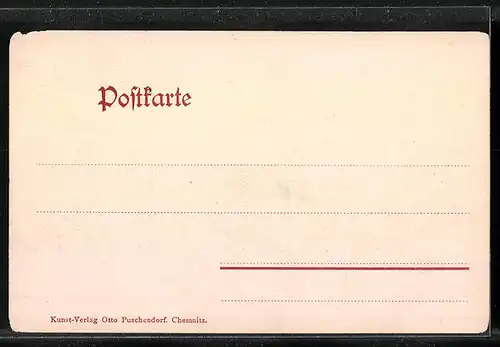 Poſtkarte
Kunst-Verlag Otto Puschendorf. Chemnitz.